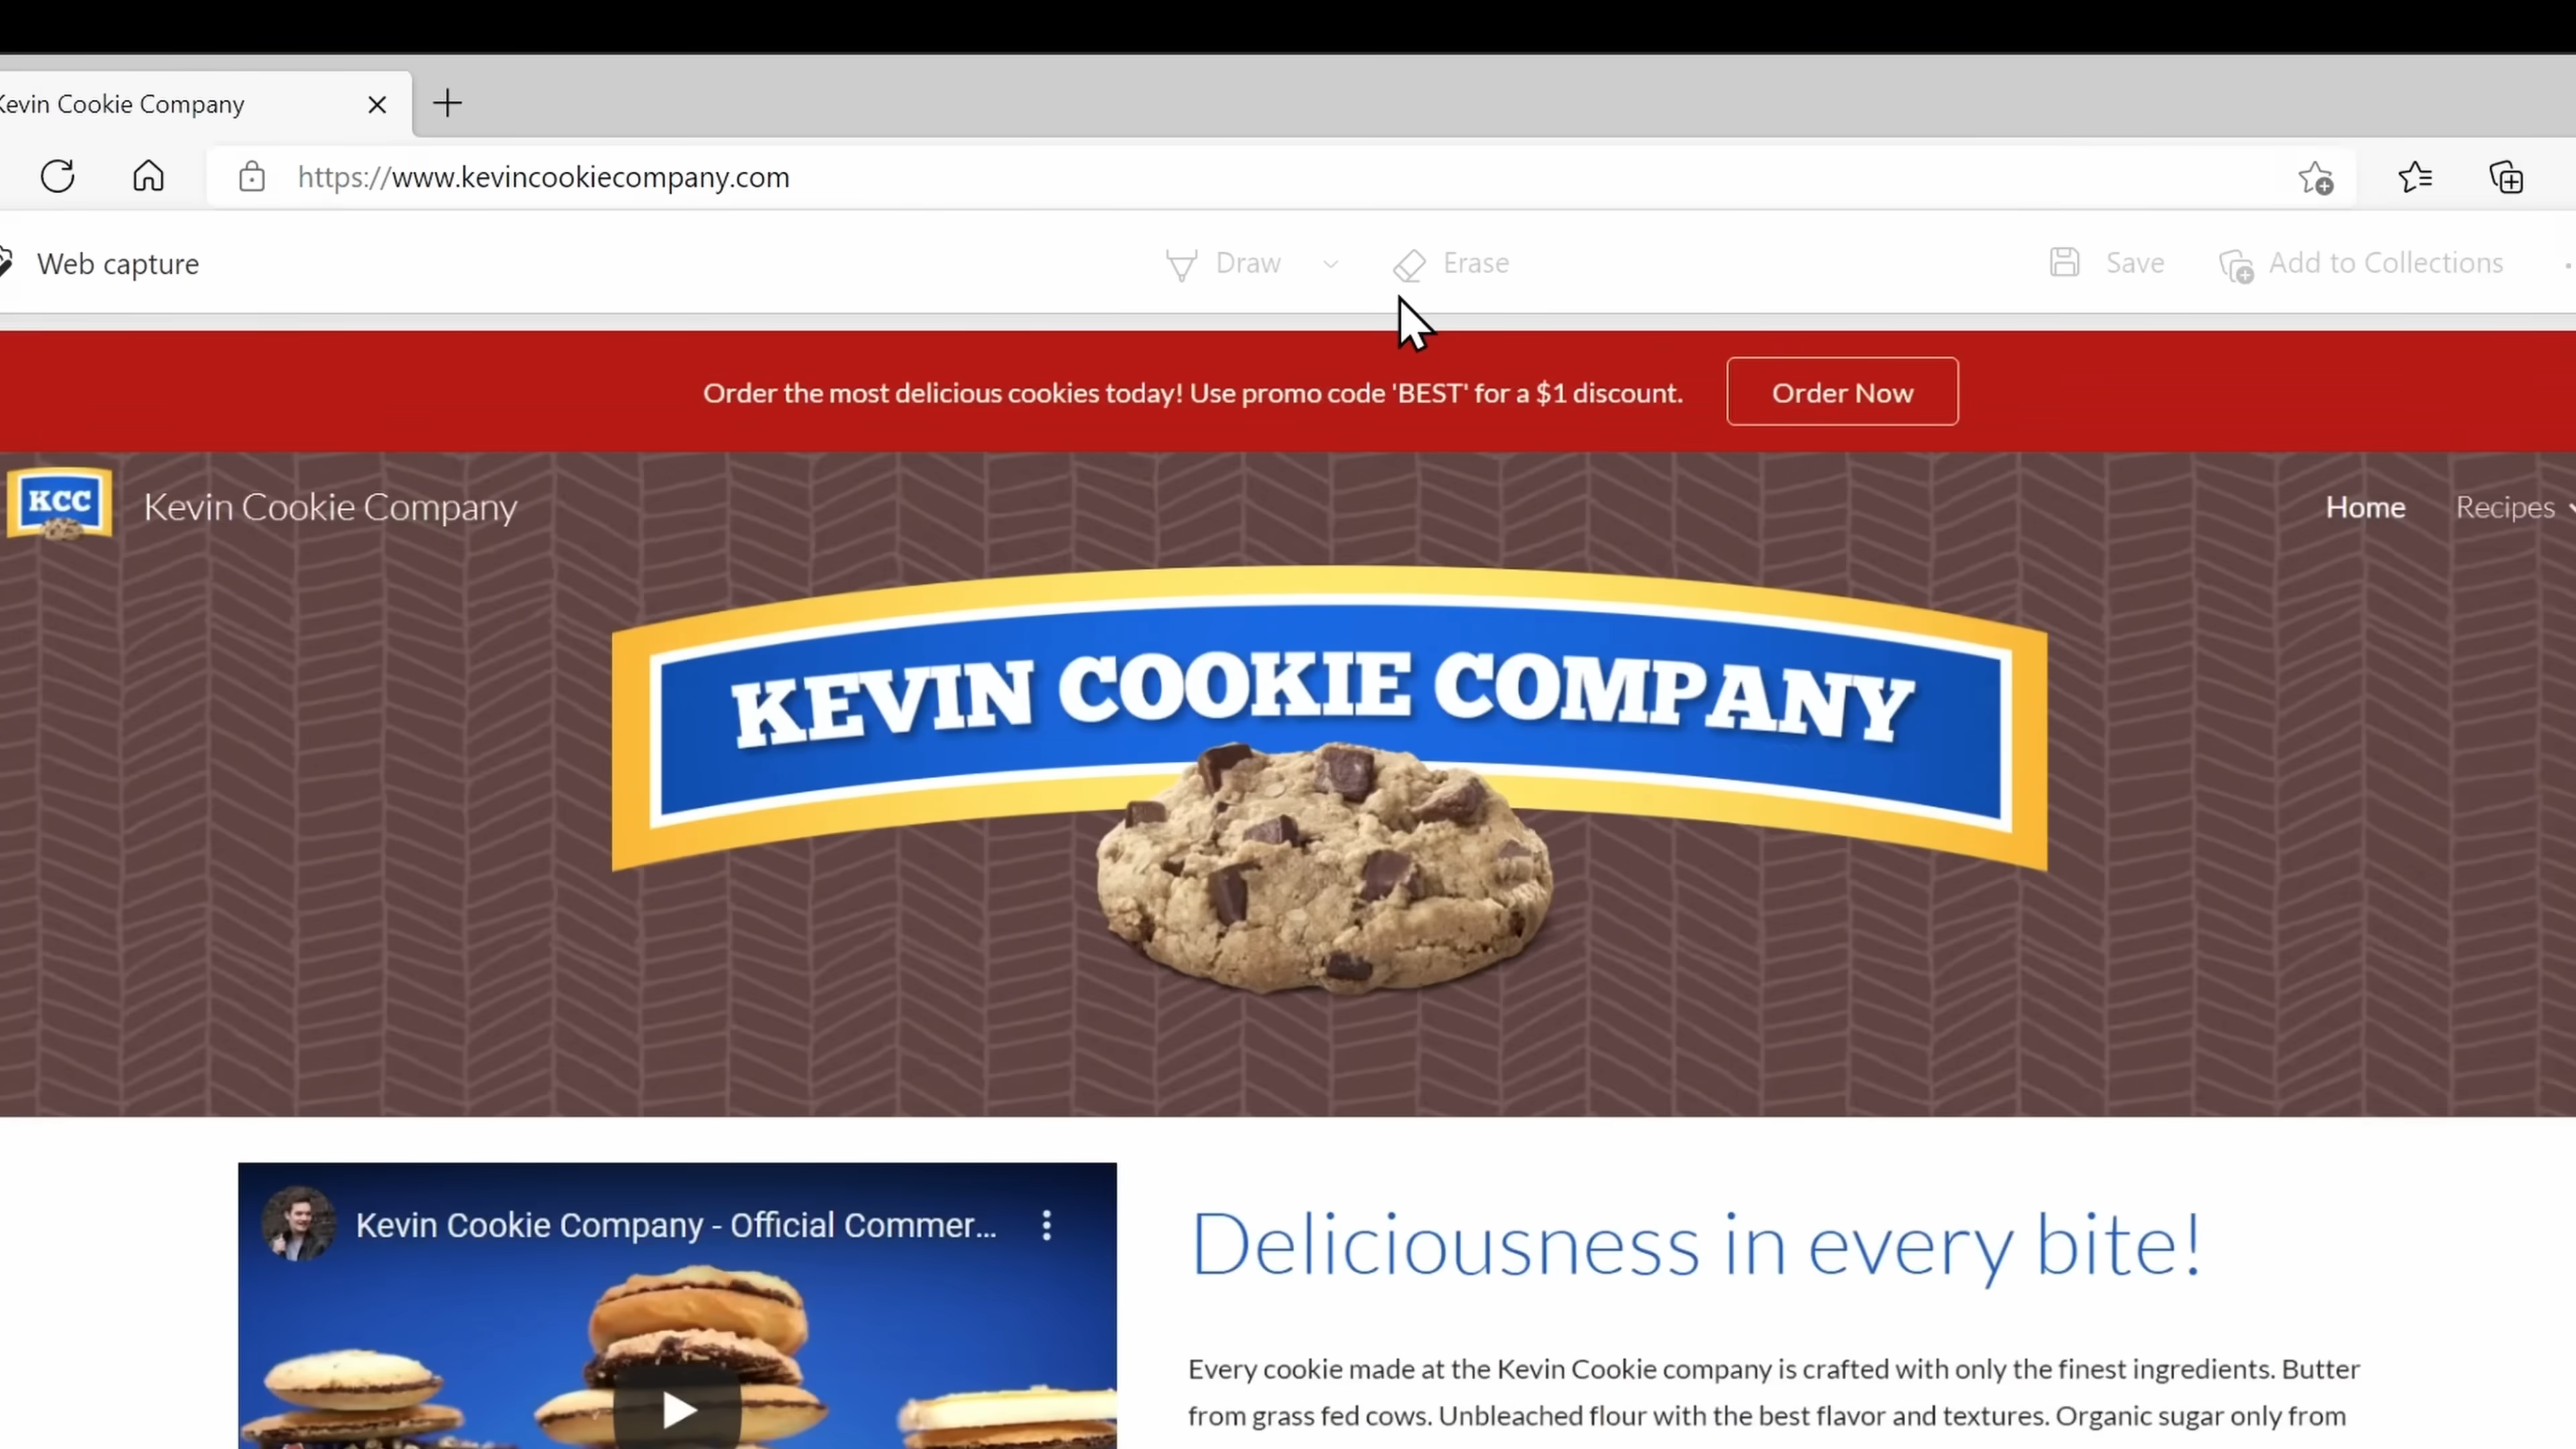 Kevin Cookie Company
https://www.kevincookiecompany.com
Web capture
Draw
Erase
Save
Add to Collections
Order the most delicious cookies today! Use promo code 'BEST' for a $1 discount.
Order Now
KCC
Kevin Cookie Company
Home
Recipes
KEVIN COOKIE COMPANY
Kevin Cookie Company - Official Commer...
Deliciousness in every bite!
Every cookie made at the Kevin Cookie company is crafted with only the finest ingredients. Butter
from grass fed cows. Unbleached flour with the best flavor and textures. Organic sugar only from